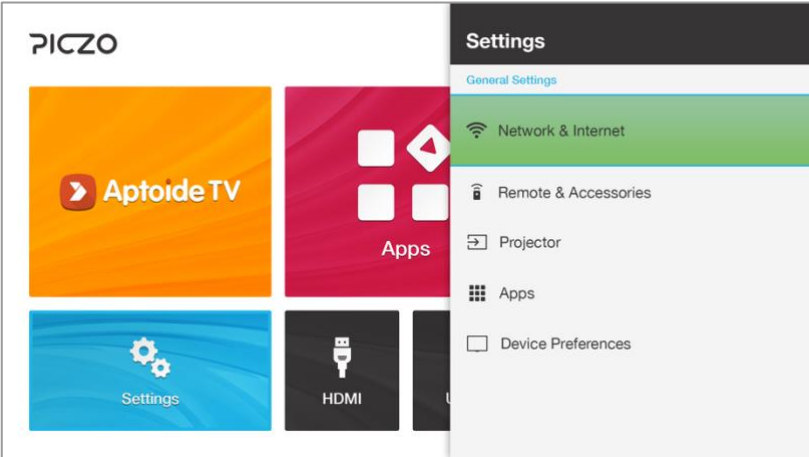 PICZO
Aptoide TV
Apps
Settings
HDMI
U
Settings
General Settings
Network & Internet
Remote & Accessories
Projector
Apps
Device Preferences